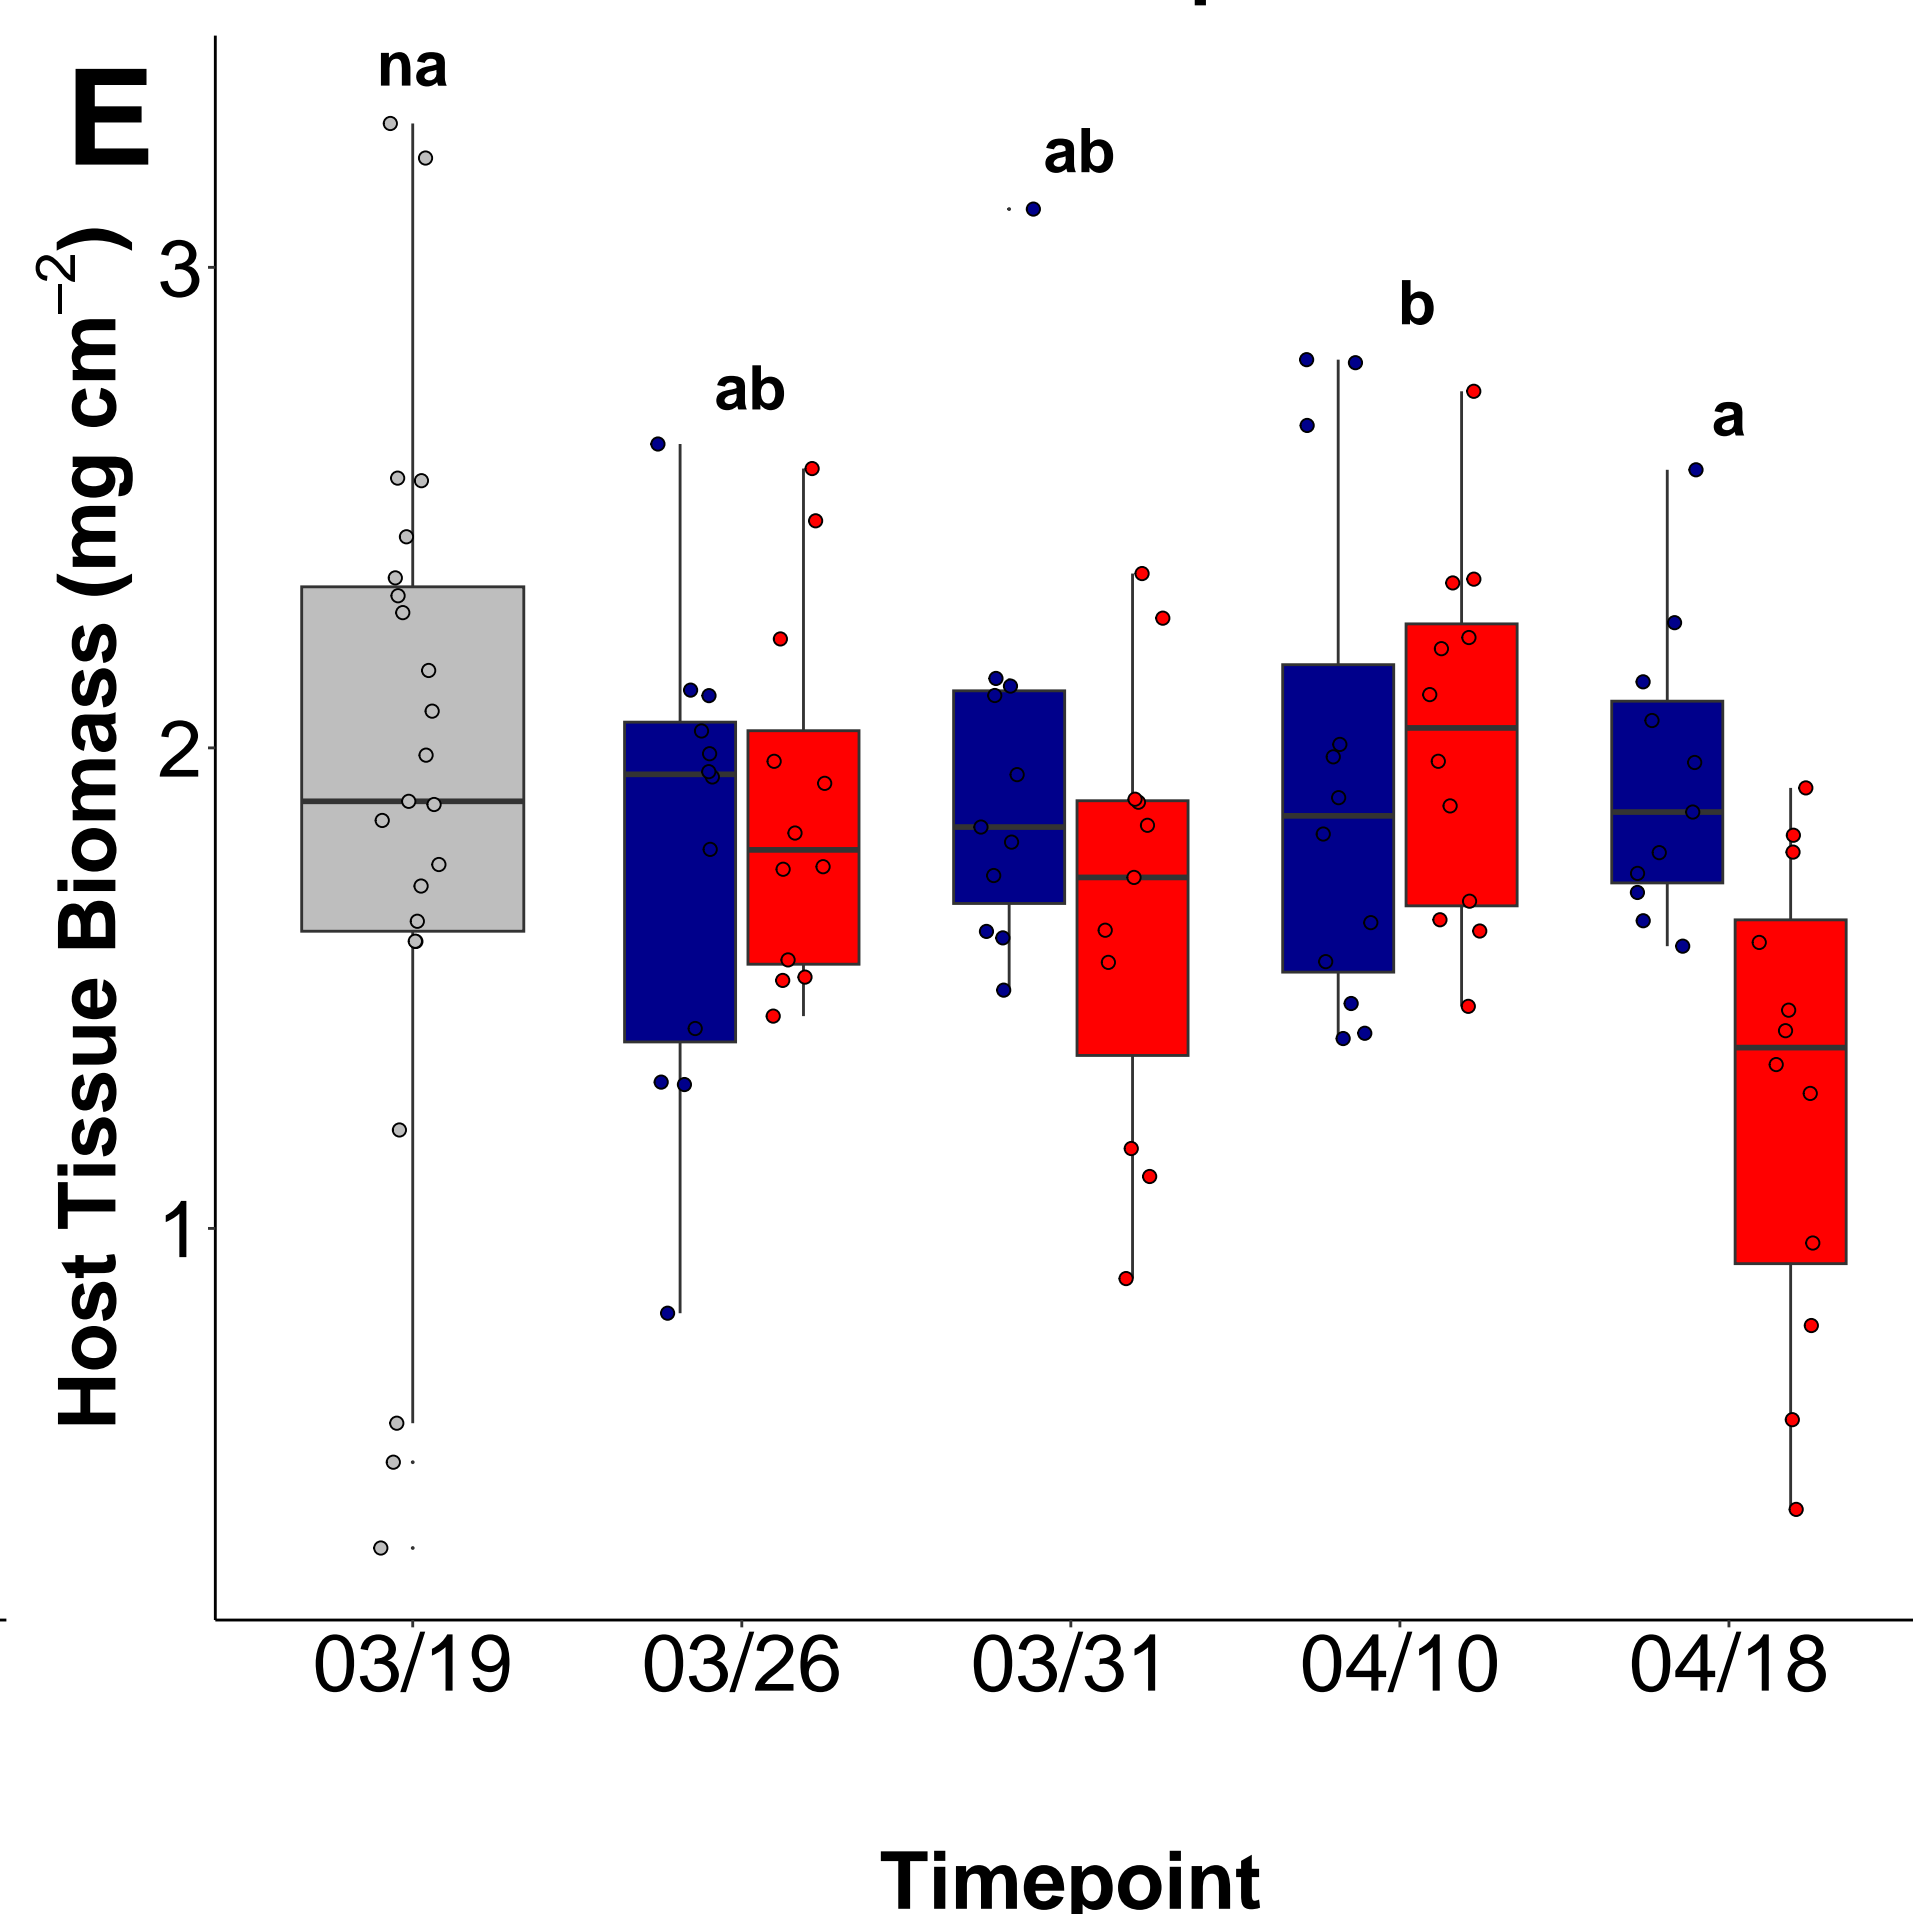 E
na
ab
ab
b
a
Host Tissue Biomass (mg cm⁻²)
3
2
1
03/19 03/26 03/31 04/10 04/18
Timepoint